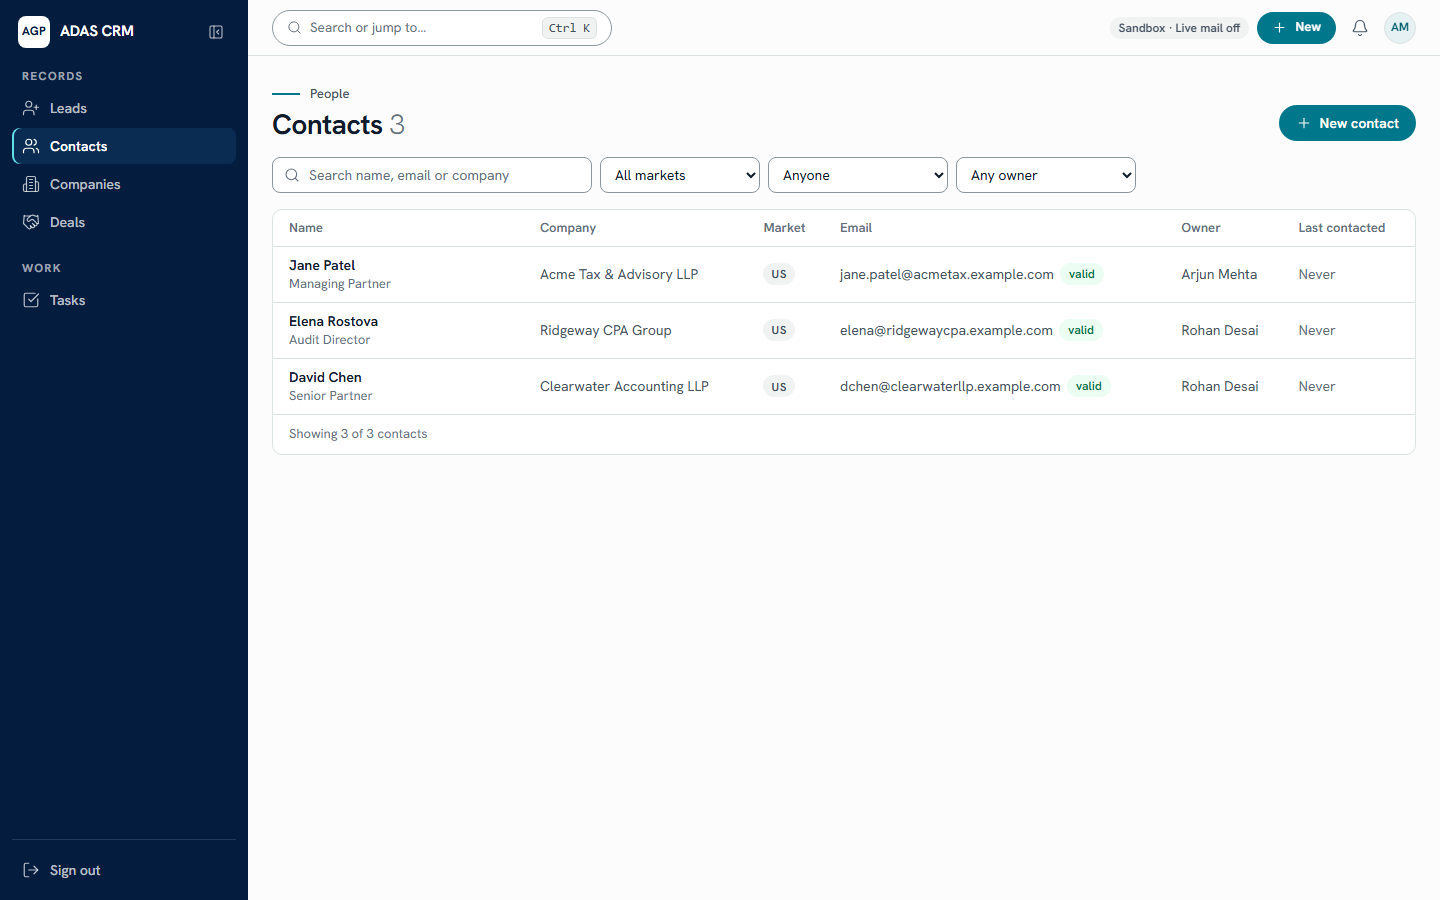 AGP ADAS CRM
RECORDS
Leads
Contacts
Companies
Deals
WORK
Tasks
Sign out
Search or jump to... Ctrl K
Sandbox · Live mail off
New
AM
People
Contacts 3
New contact
Search name, email or company
All markets
Anyone
Any owner
Name Company Market Email Owner Last contacted
Jane Patel
Managing Partner
Acme Tax & Advisory LLP US jane.patel@acmetax.example.com valid Arjun Mehta Never
Elena Rostova
Audit Director
Ridgeway CPA Group US elena@ridgewaycpa.example.com valid Rohan Desai Never
David Chen
Senior Partner
Clearwater Accounting LLP US dchen@clearwaterllp.example.com valid Rohan Desai Never
Showing 3 of 3 contacts